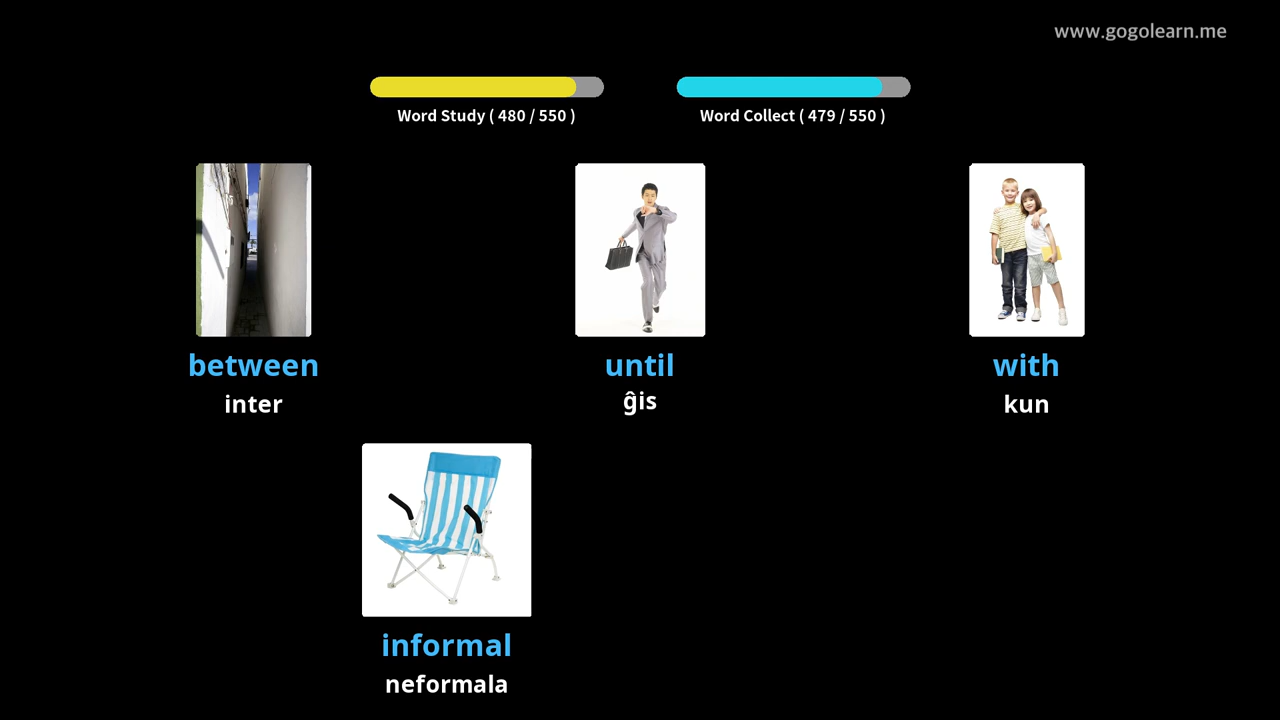 www.gogolearn.me
Word Study ( 480 / 550 )
Word Collect ( 479 / 550 )
between
until
with
inter
ĝis
kun
informal
neformala